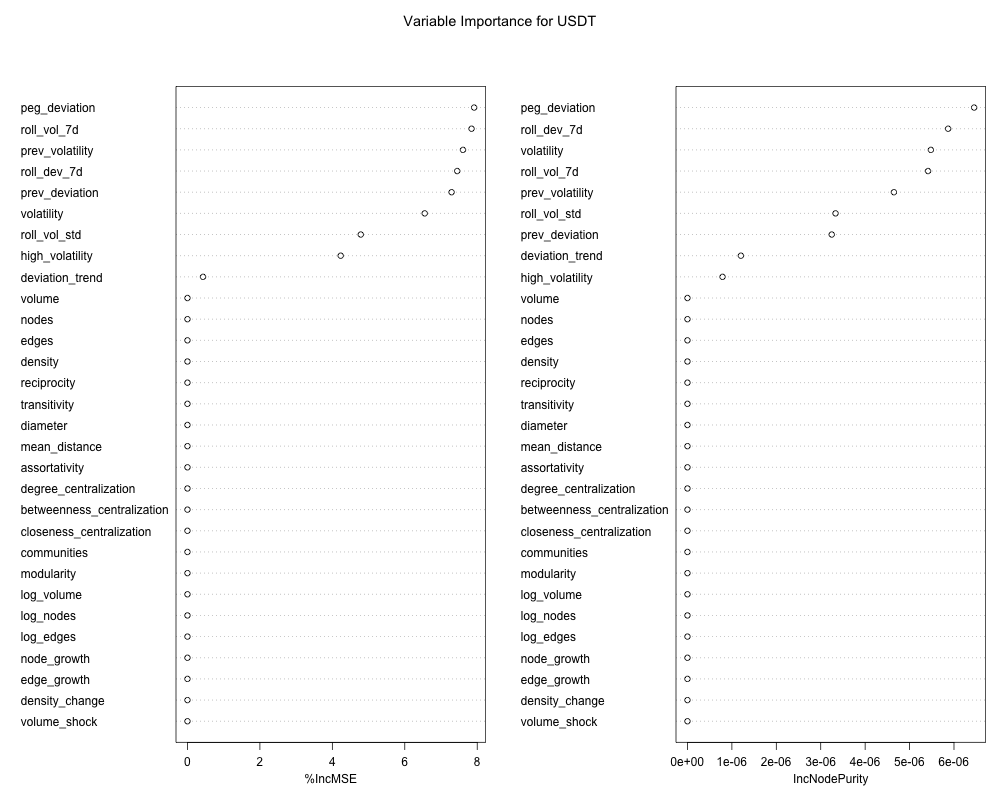 Variable Importance for USDT
peg_deviation
roll_vol_7d
prev_volatility
roll_dev_7d
prev_deviation
volatility
roll_vol_std
high_volatility
deviation_trend
volume
nodes
edges
density
reciprocity
transitivity
diameter
mean_distance
assortativity
degree_centralization
betweenness_centralization
closeness_centralization
communities
modularity
log_volume
log_nodes
log_edges
node_growth
edge_growth
density_change
volume_shock
0 2 4 6 8
%IncMSE
peg_deviation
roll_dev_7d
volatility
roll_vol_7d
prev_volatility
roll_vol_std
prev_deviation
deviation_trend
high_volatility
volume
nodes
edges
density
reciprocity
transitivity
diameter
mean_distance
assortativity
degree_centralization
betweenness_centralization
closeness_centralization
communities
modularity
log_volume
log_nodes
log_edges
node_growth
edge_growth
density_change
volume_shock
0e+00 1e-06 2e-06 3e-06 4e-06 5e-06 6e-06
IncNodePurity